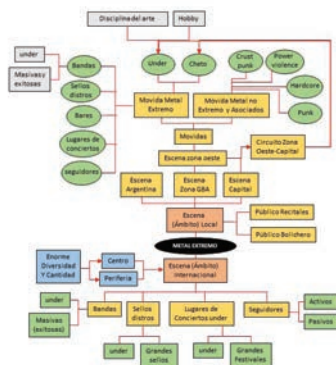 Disciplina del arte
Hobby
under
Masivas y
exitosas
Bandas
Sellos
distros
Bares
Lugares de
conciertos
seguidores
Under
Cheto
Crust
punk
Power
violence
Hardcore
Punk
Movida Metal
Extremo
Movida Metal no
Extremo y Asociados
Movidas
Escena zona oeste
Circuito Zona
Oeste-Capital
Escena
Argentina
Escena
Zona GBA
Escena
Capital
Escena
(Ámbito) Local
Público Recitales
Público Bolichero
METAL EXTREMO
Enorme
Diversidad
Y Cantidad
Centro
Periferia
Escena (Ámbito)
Internacional
under
Masivas
(exitosas)
Bandas
Sellos
distros
Lugares de
Conciertos under
Seguidores
Activos
Pasivos
under
Grandes
sellos
under
Grandes
Festivales